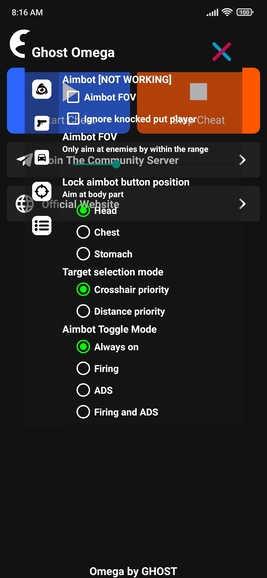 8:16 AM
100
Ghost Omega
Aimbot [NOT WORKING]
Aimbot FOV
Ignore knocked out player
Start Cheat
Stop Cheat
Aimbot FOV
Only aim at enemies by within the range
Join The Community Server
Lock aimbot button position
Aim at body part
Official Website
Head
Chest
Stomach
Target selection mode
Crosshair priority
Distance priority
Aimbot Toggle Mode
Always on
Firing
ADS
Firing and ADS
Omega by GHOST